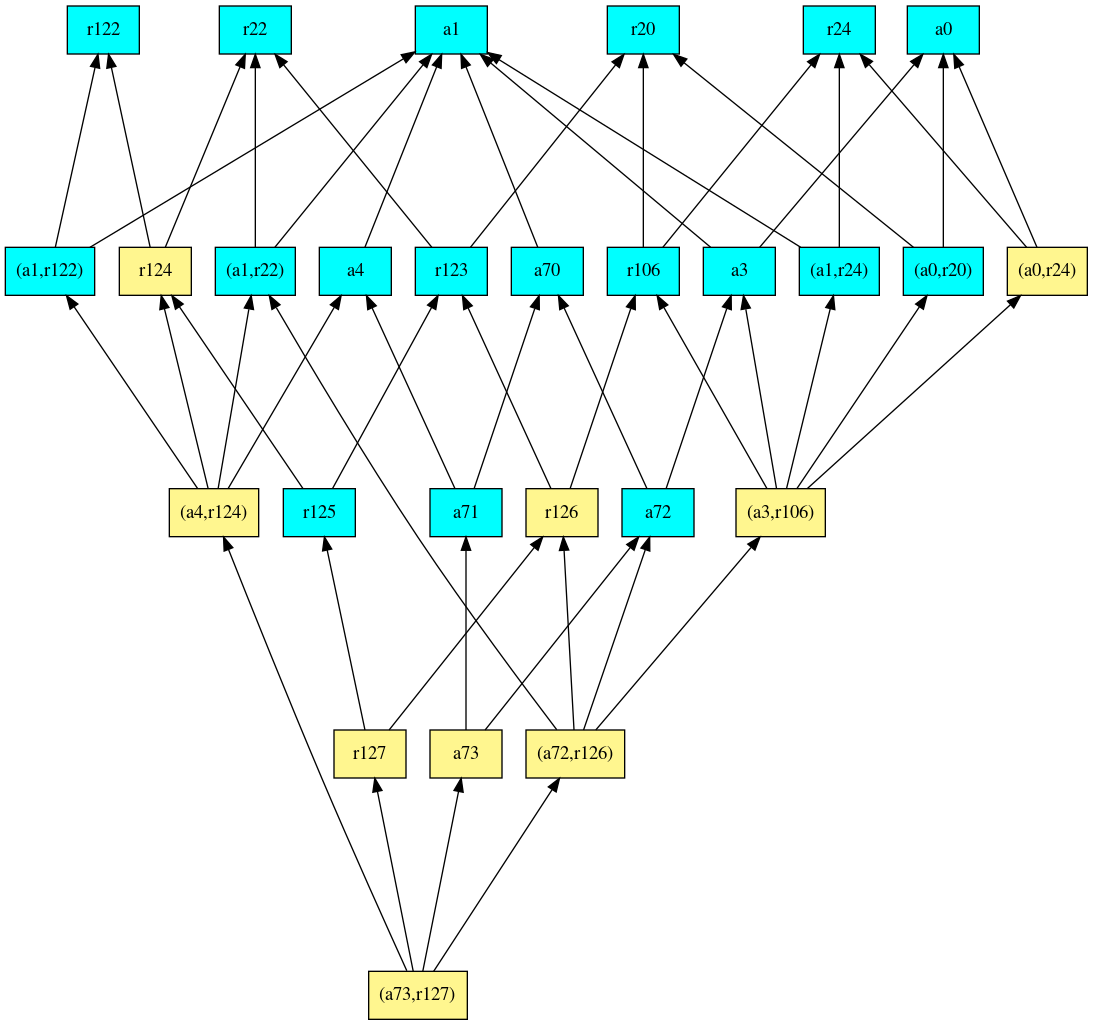 r122
r22
a1
r20
r24
a0
(a1,r122)
r124
(a1,r22)
a4
r123
a70
r106
a3
(a1,r24)
(a0,r20)
(a0,r24)
(a4,r124)
r125
a71
r126
a72
(a3,r106)
r127
a73
(a72,r126)
(a73,r127)